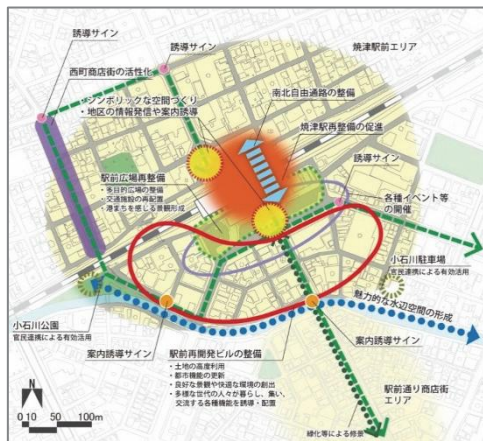 誘導サイン
誘導サイン
焼津駅前エリア
西町商店街の活性化
・シンボリックな空間づくり
・地区の情報発信や案内誘導
南北自由通路の整備
焼津駅再整備の促進
誘導サイン
駅前広場再整備
・多目的広場の整備
・交通施設の再配置
・港まちを感じる景観形成
各種イベント等
の開催
小石川駐車場
官民連携による有効活用
魅力的な水辺空間の形成
小石川公園
官民連携による有効活用
案内誘導サイン
駅前再開発ビルの整備
・土地の高度利用
・都市機能の更新
・良好な景観や快適な環境の創出
・多様な世代の人々が暮らし、集い、
交流する各種機能を誘導・配置
案内誘導サイン
駅前通り商店街
エリア
緑化等による修景
N
0 10 50 100m